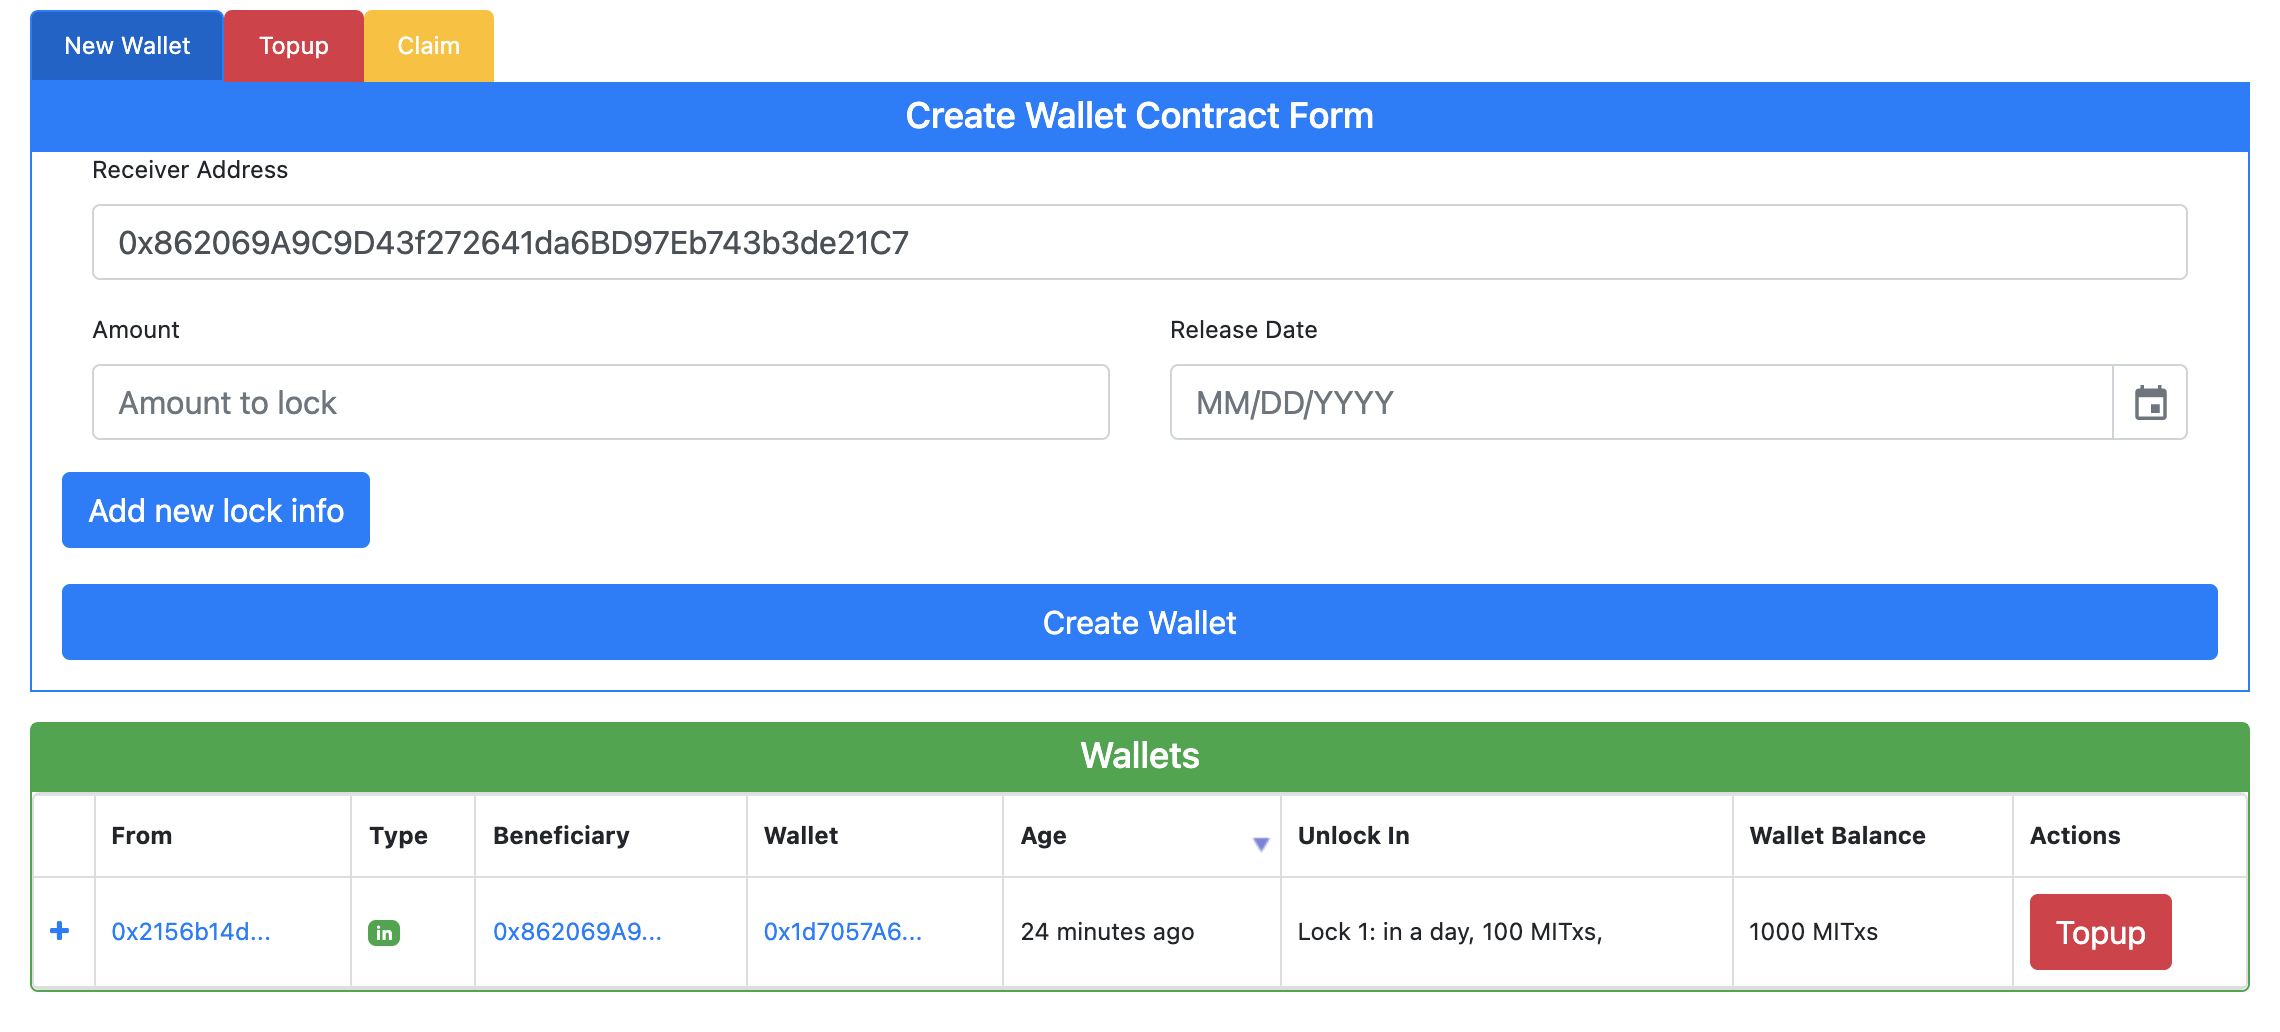 New Wallet Topup Claim
Create Wallet Contract Form
Receiver Address
0x862069A9C9D43f272641da6BD97Eb743b3de21C7
Amount Release Date
Amount to lock MM/DD/YYYY
Add new lock info
Create Wallet
Wallets
From Type Beneficiary Wallet Age Unlock In Wallet Balance Actions
+ 0x2156b14d... in 0x862069A9... 0x1d7057A6... 24 minutes ago Lock 1: in a day, 100 MITxs, 1000 MITxs Topup